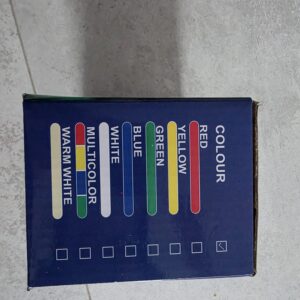 COLOUR
RED
YELLOW
GREEN
BLUE
WHITE
MULTICOLOR
WARM WHITE